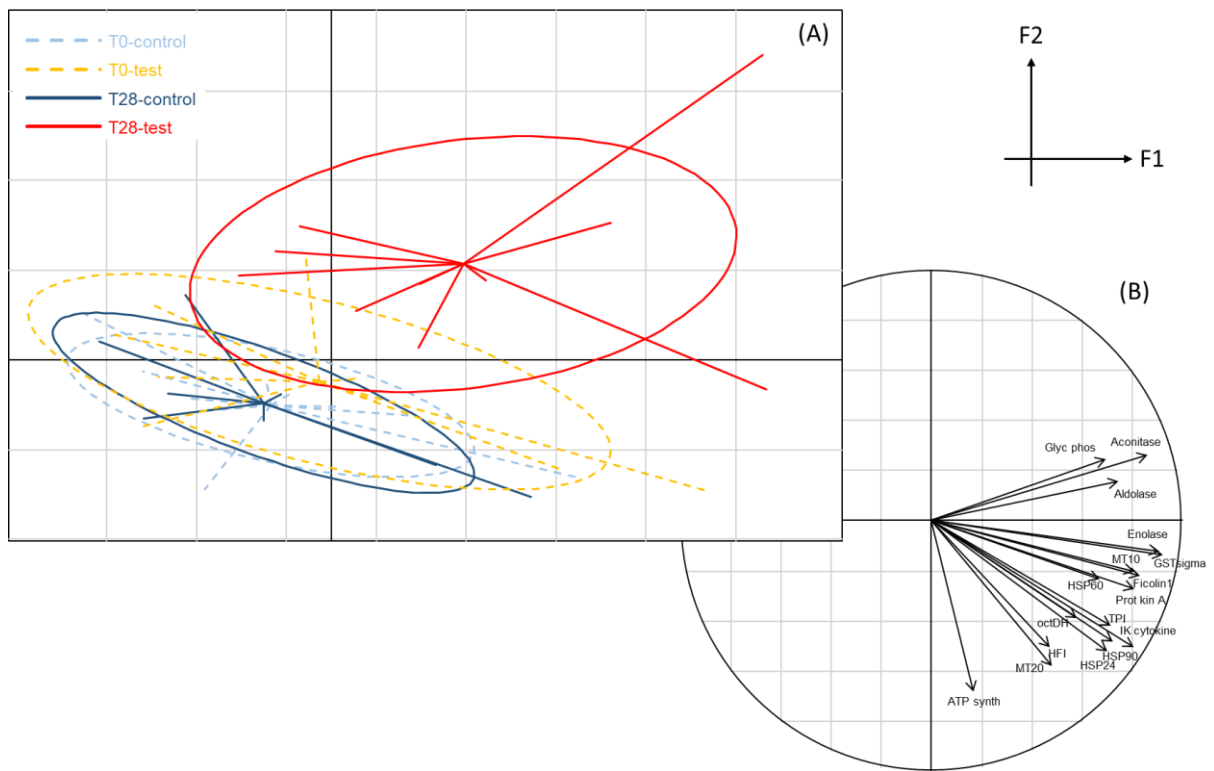 T0-control
T0-test
T28-control
T28-test
(A)
F2
F1
(B)
Glyc phos
Aconitase
Aldolase
Enolase
MT10
GSTsigma
HSP60
Ficolin1
Prot kin A
octDH
TPI
IK cytokine
HFI
HSP90
MT20
HSP24
ATP synth